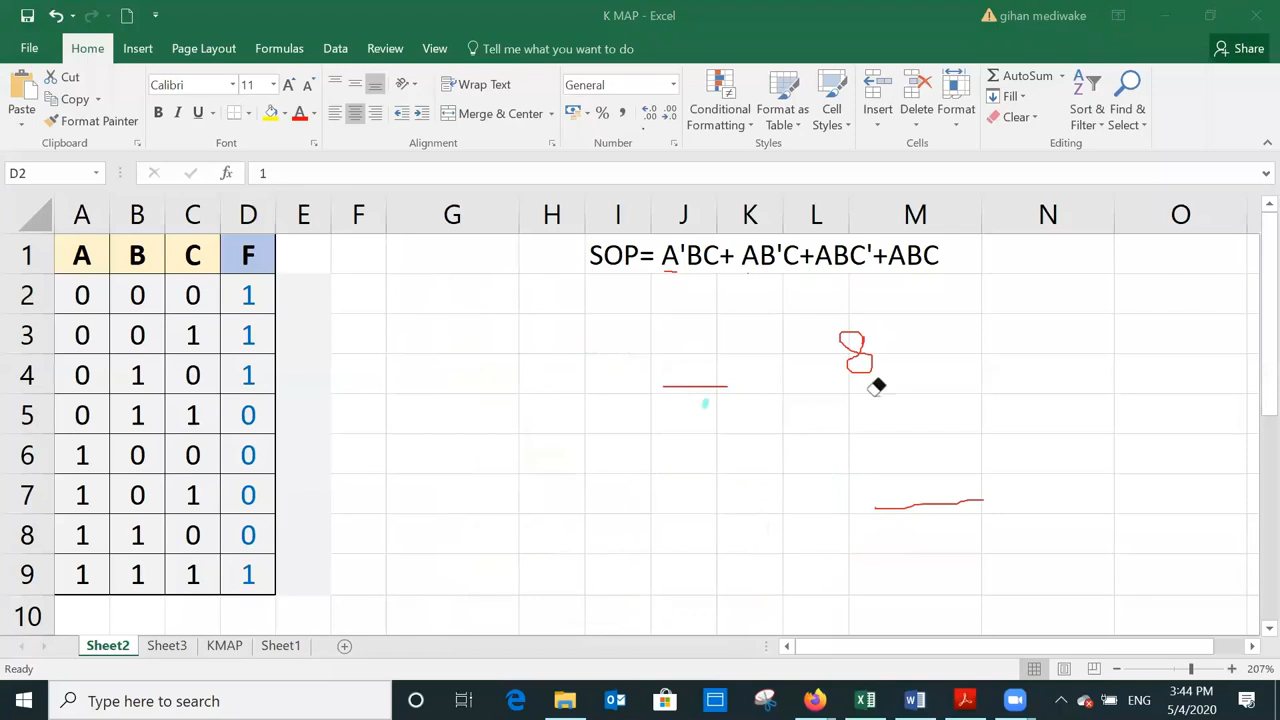 K MAP - Excel
gihan mediwake
File Home Insert Page Layout Formulas Data Review View Tell me what you want to do Share
Paste
Cut
Copy
Format Painter
Clipboard
Calibri 11
B I U
Font
Wrap Text
Merge & Center
Alignment
General
Number
Conditional Formatting
Format as Table
Cell Styles
Styles
Insert
Delete
Format
Cells
AutoSum
Fill
Clear
Sort & Filter
Find & Select
Editing
D2 fx 1
A B C D E F G H I J K L M N O
1 A B C F SOP= A'BC+ AB'C+ABC'+ABC
2 0 0 0 1
3 0 0 1 1
4 0 1 0 1
5 0 1 1 0
6 1 0 0 0
7 1 0 1 0
8 1 1 0 0
9 1 1 1 1
10
Sheet2 Sheet3 KMAP Sheet1
Ready 207%
Type here to search
ENG
3:44 PM
5/4/2020